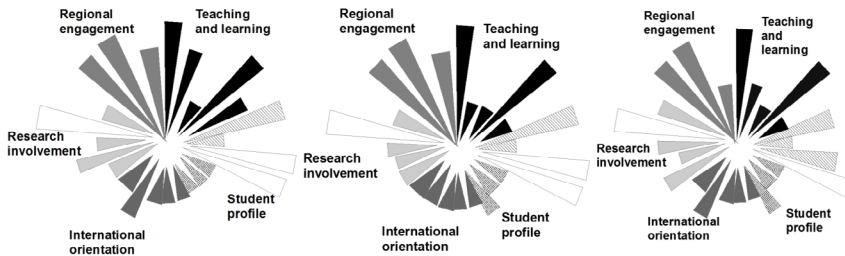 Regional
engagement
Teaching
and learning
Research
involvement
Student
profile
International
orientation
Regional
engagement
Teaching
and learning
Research
involvement
Student
profile
International
orientation
Regional
engagement
Teaching
and
learning
Research
involvement
Student
profile
International
orientation